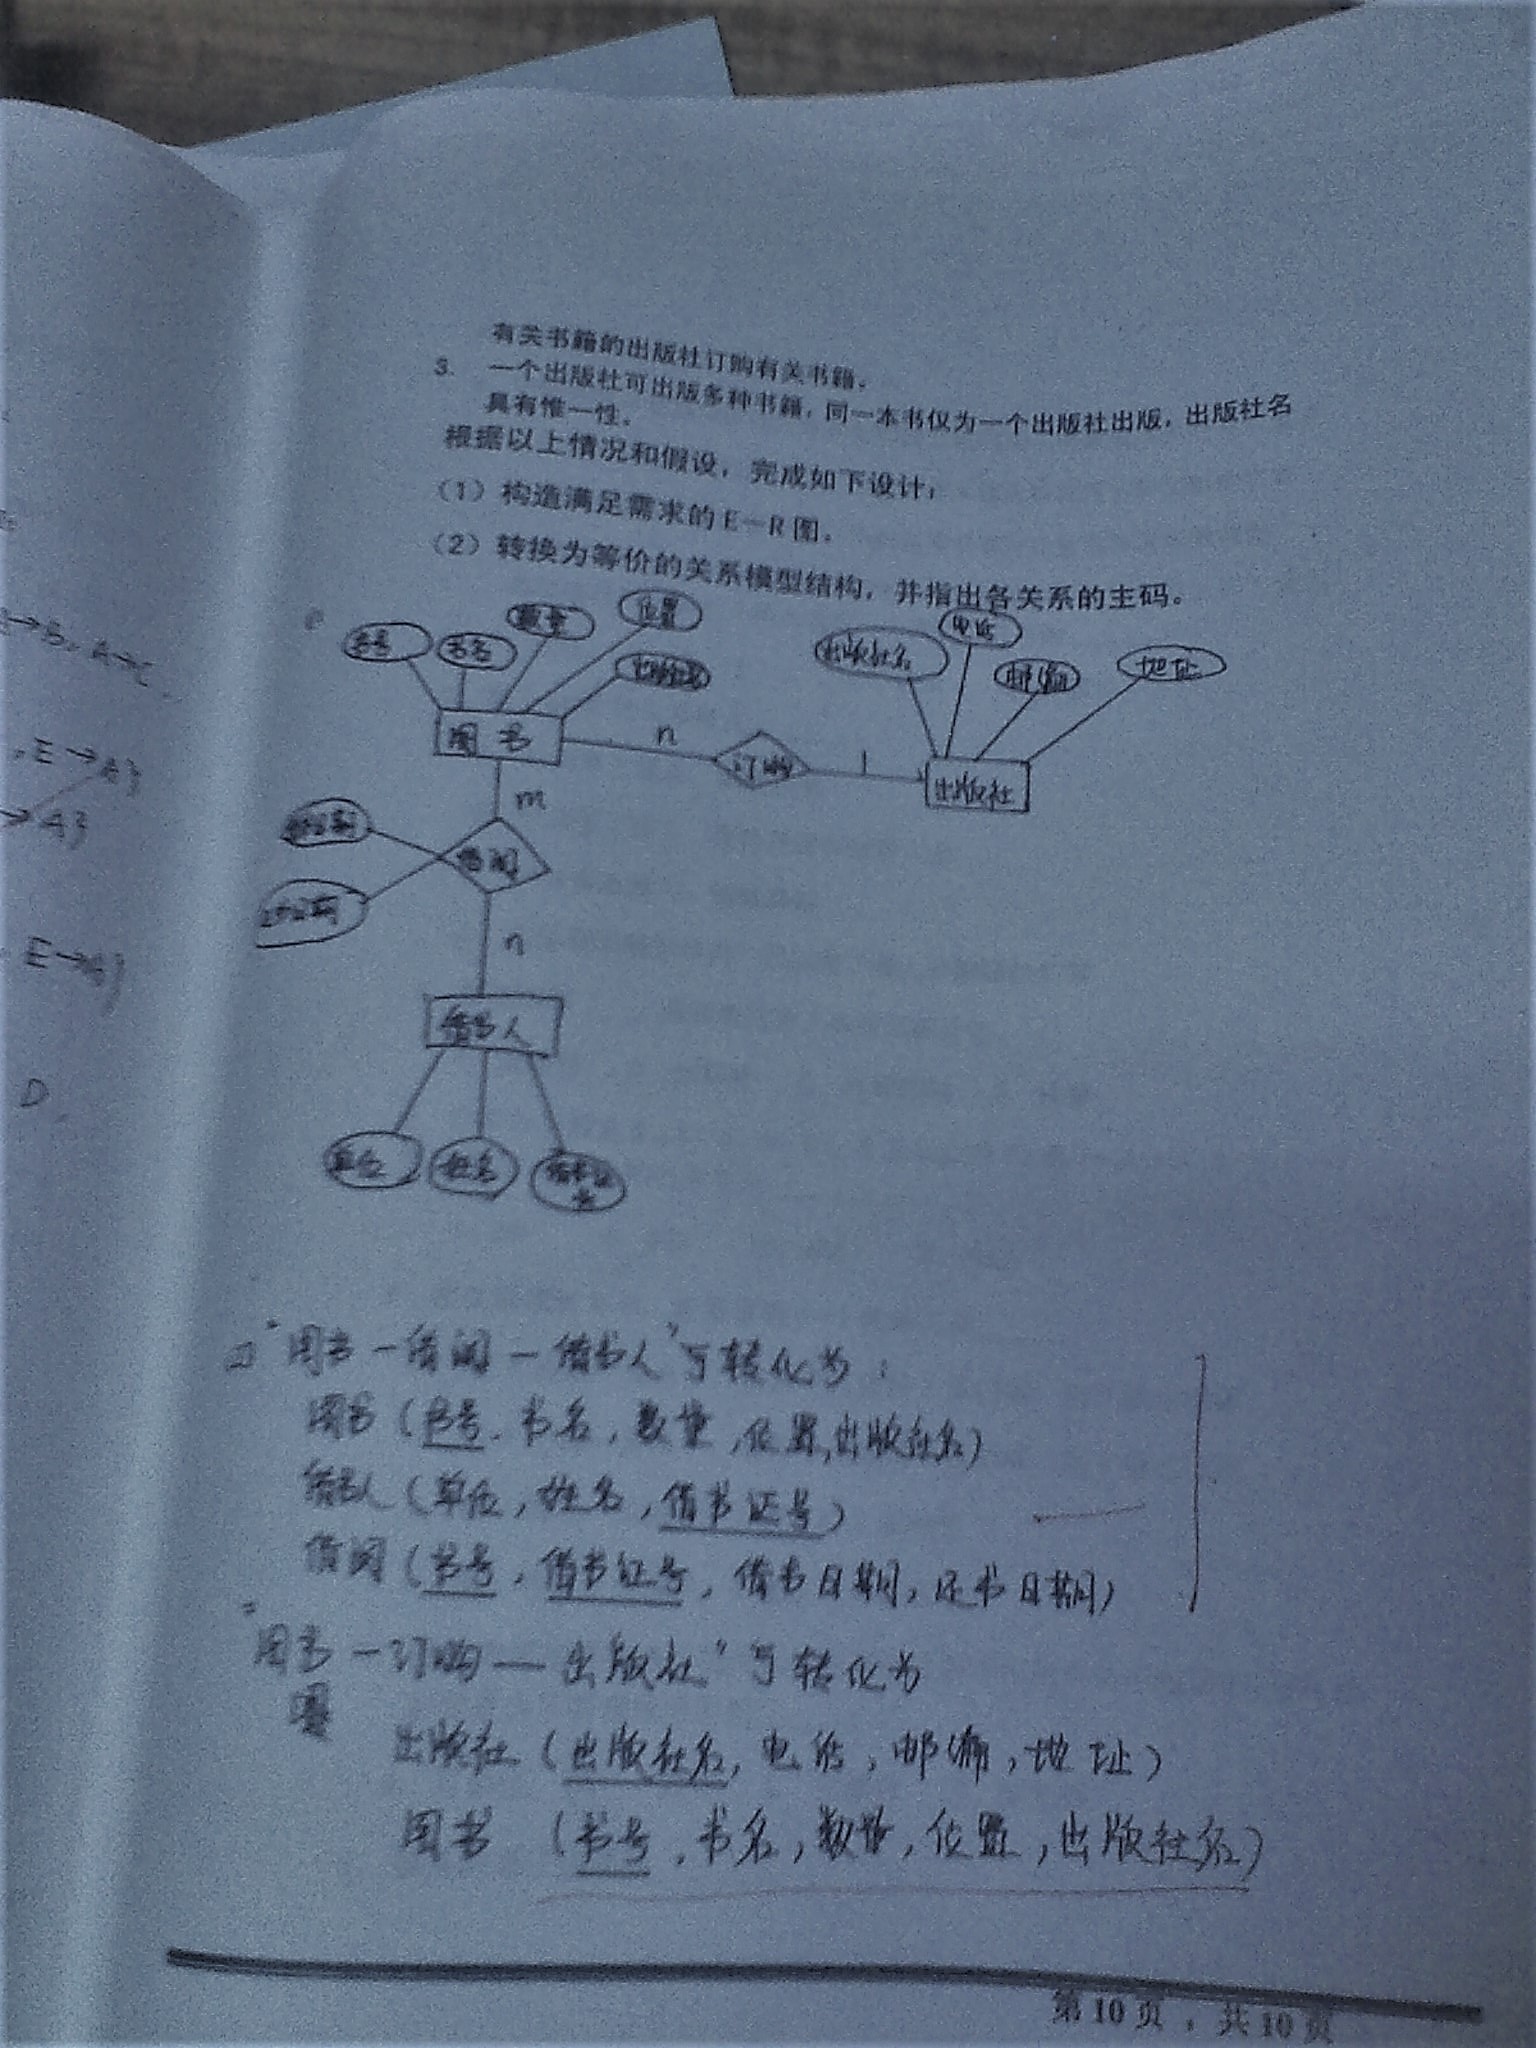 有关书籍的出版社订购有关书籍。
3. 一个出版社可出版多种书籍，同一本书仅为一个出版社出版，出版社名
具有惟一性。
根据以上情况和假设，完成如下设计：
（1）构造满足需求的E—R图。
（2）转换为等价的关系模型结构，并指出各关系的主码。
书号 书名 数量 位置
出版社名
出版社名 电话 邮编 地址
图书 n 订购 1 出版社
m
借阅
n
借书人
单位 姓名 借书证号
→B, A→C,
, E→A}
→A}
E→A}
D,
"图书一借阅一借书人"可转化为：
图书（书号、书名，数量，位置，出版社名）
借书人（单位，姓名，借书证号）
借阅（书号，借书证号，借书日期，还书日期）
"图书一订购—出版社"可转化为
出版社（出版社名，电话，邮编，地址）
图书（书号、书名，数量，位置，出版社名）
第 10 页，共 10 页